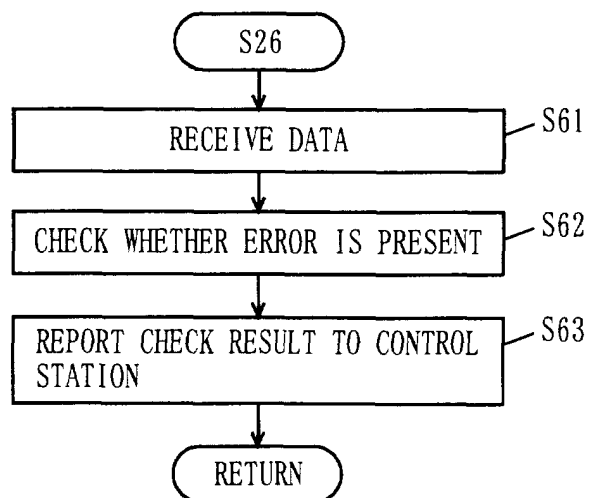 S26
RECEIVE DATA
S61
CHECK WHETHER ERROR IS PRESENT
S62
REPORT CHECK RESULT TO CONTROL
STATION
S63
RETURN